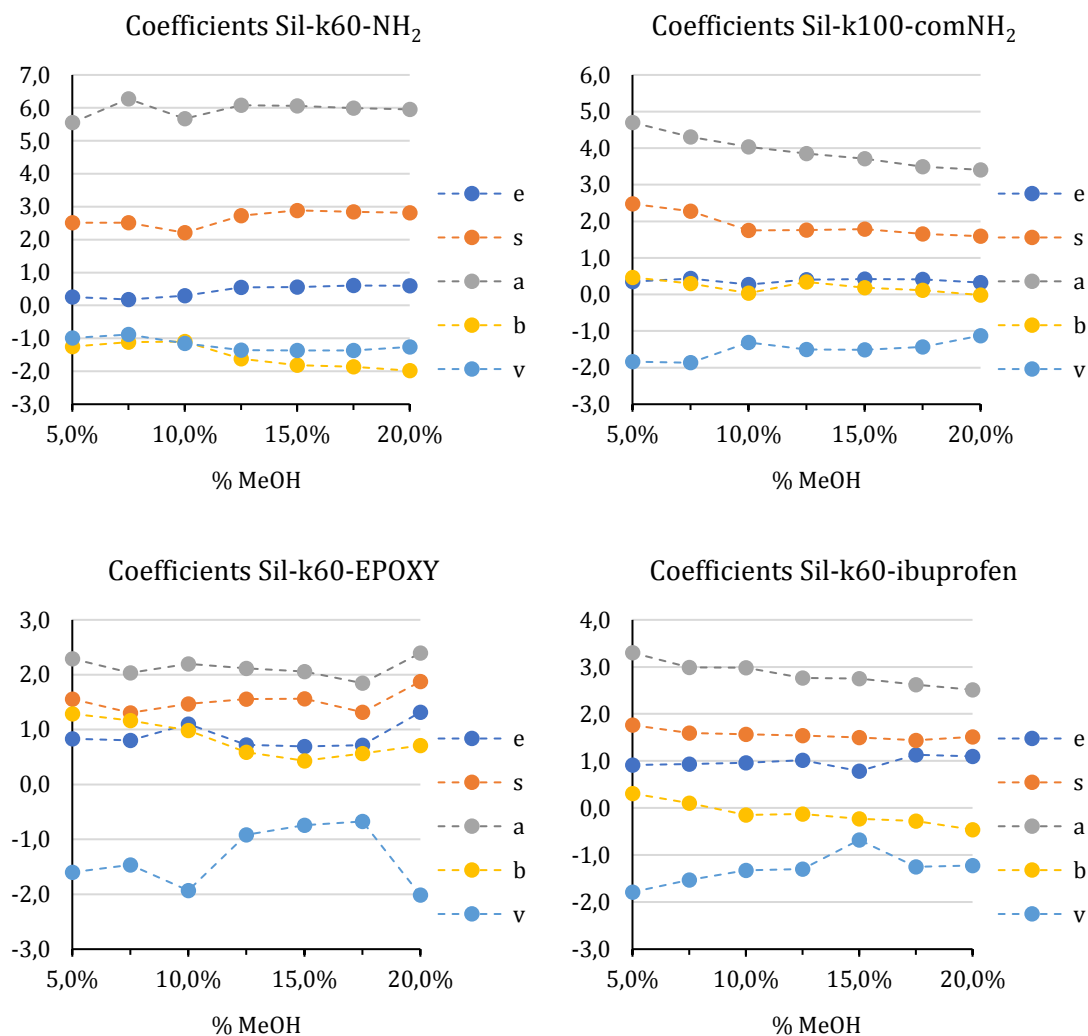 Coefficients Sil-k60-NH₂
7,0
6,0
5,0
4,0
3,0
2,0
1,0
0,0
-1,0
-2,0
-3,0
5,0% 10,0% 15,0% 20,0%
% MeOH
e
s
a
b
v
Coefficients Sil-k100-comNH₂
6,0
5,0
4,0
3,0
2,0
1,0
0,0
-1,0
-2,0
-3,0
5,0% 10,0% 15,0% 20,0%
% MeOH
e
s
a
b
v
Coefficients Sil-k60-EPOXY
3,0
2,0
1,0
0,0
-1,0
-2,0
-3,0
5,0% 10,0% 15,0% 20,0%
% MeOH
e
s
a
b
v
Coefficients Sil-k60-ibuprofen
4,0
3,0
2,0
1,0
0,0
-1,0
-2,0
-3,0
5,0% 10,0% 15,0% 20,0%
% MeOH
e
s
a
b
v